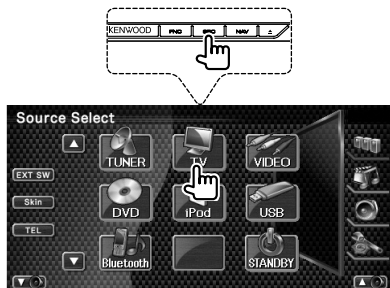 KENWOOD FNC SRC NAV
Source Select
TUNER TV VIDEO
EXT SW
Skin
DVD iPod USB
TEL
Bluetooth STANDBY